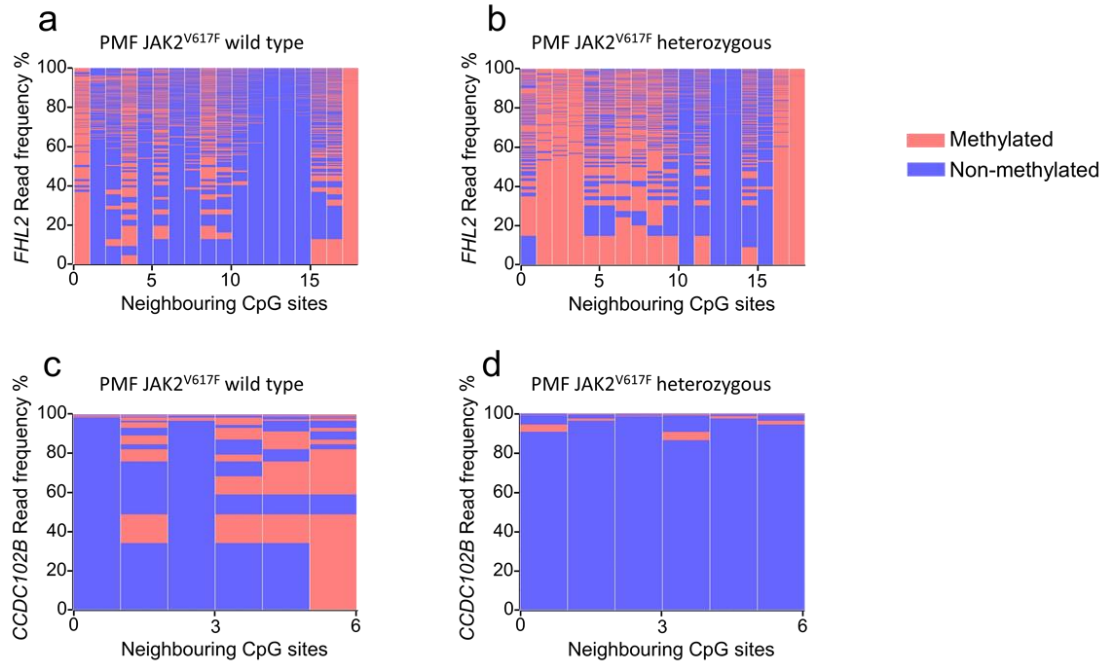 a
PMF JAK2V617F wild type
FHL2 Read frequency %
100
80
60
40
20
0
0 5 10 15
Neighbouring CpG sites
b
PMF JAK2V617F heterozygous
FHL2 Read frequency %
100
80
60
40
20
0
0 5 10 15
Neighbouring CpG sites
Methylated
Non-methylated
c
PMF JAK2V617F wild type
CCDC102B Read frequency %
100
80
60
40
20
0
0 3 6
Neighbouring CpG sites
d
PMF JAK2V617F heterozygous
CCDC102B Read frequency %
100
80
60
40
20
0
0 3 6
Neighbouring CpG sites